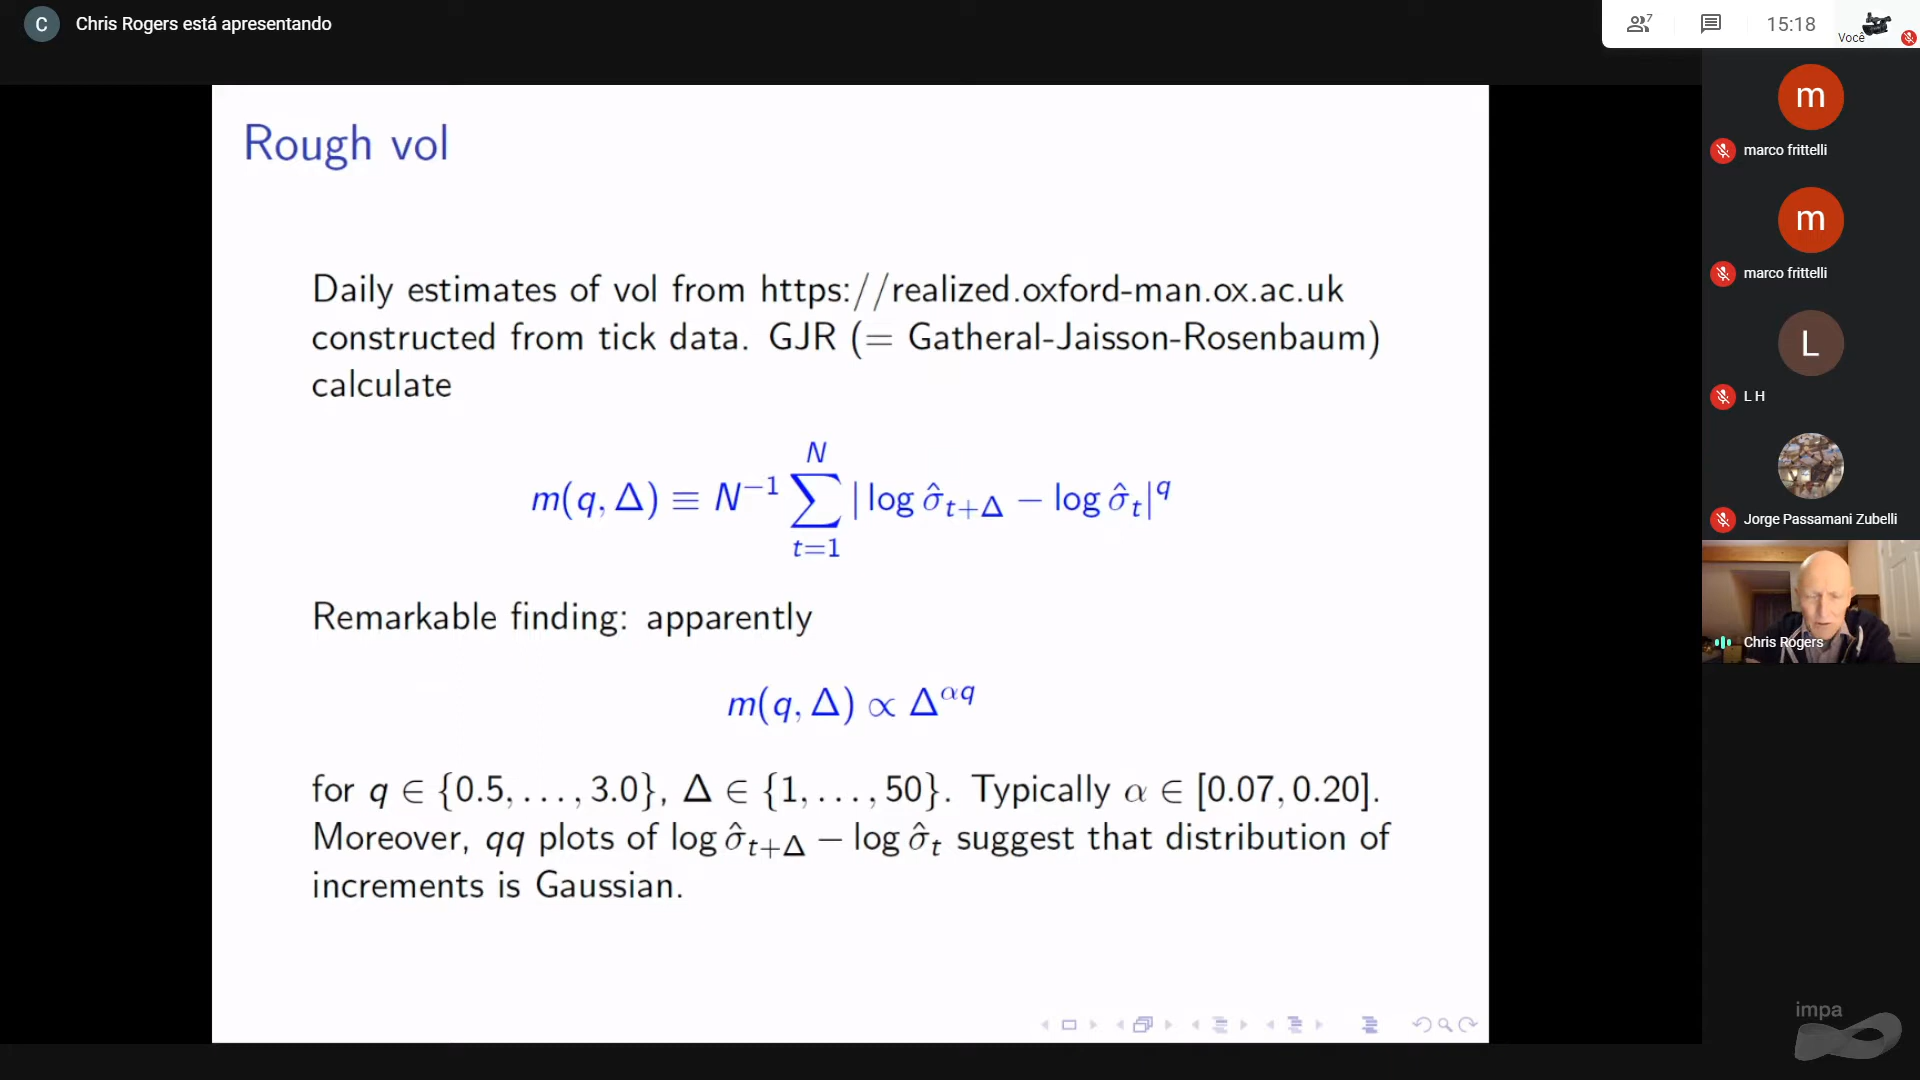 C
Chris Rogers está apresentando
7
15:18
Você
Rough vol
Daily estimates of vol from https://realized.oxford-man.ox.ac.uk
constructed from tick data. GJR (= Gatheral-Jaisson-Rosenbaum)
calculate
m(q, Δ) ≡ N⁻¹ ∑_{t=1}^{N} | log σ̂_{t+Δ} − log σ̂_t|^q
Remarkable finding: apparently
m(q, Δ) ∝ Δ^{αq}
for q ∈ {0.5, . . . , 3.0}, Δ ∈ {1, . . . , 50}. Typically α ∈ [0.07, 0.20].
Moreover, qq plots of log σ̂_{t+Δ} − log σ̂_t suggest that distribution of
increments is Gaussian.
m
marco frittelli
m
marco frittelli
L
L H
Jorge Passamani Zubelli
Chris Rogers
impa